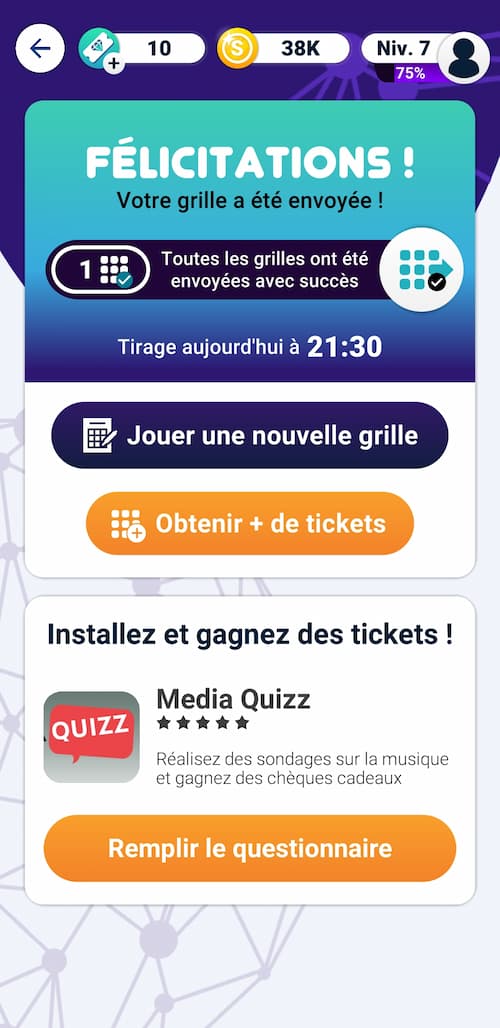 10
38K
Niv. 7
75%
FÉLICITATIONS !
Votre grille a été envoyée !
1
Toutes les grilles ont été
envoyées avec succès
Tirage aujourd'hui à 21:30
Jouer une nouvelle grille
Obtenir + de tickets
Installez et gagnez des tickets !
QUIZZ
Media Quizz
Réalisez des sondages sur la musique
et gagnez des chèques cadeaux
Remplir le questionnaire